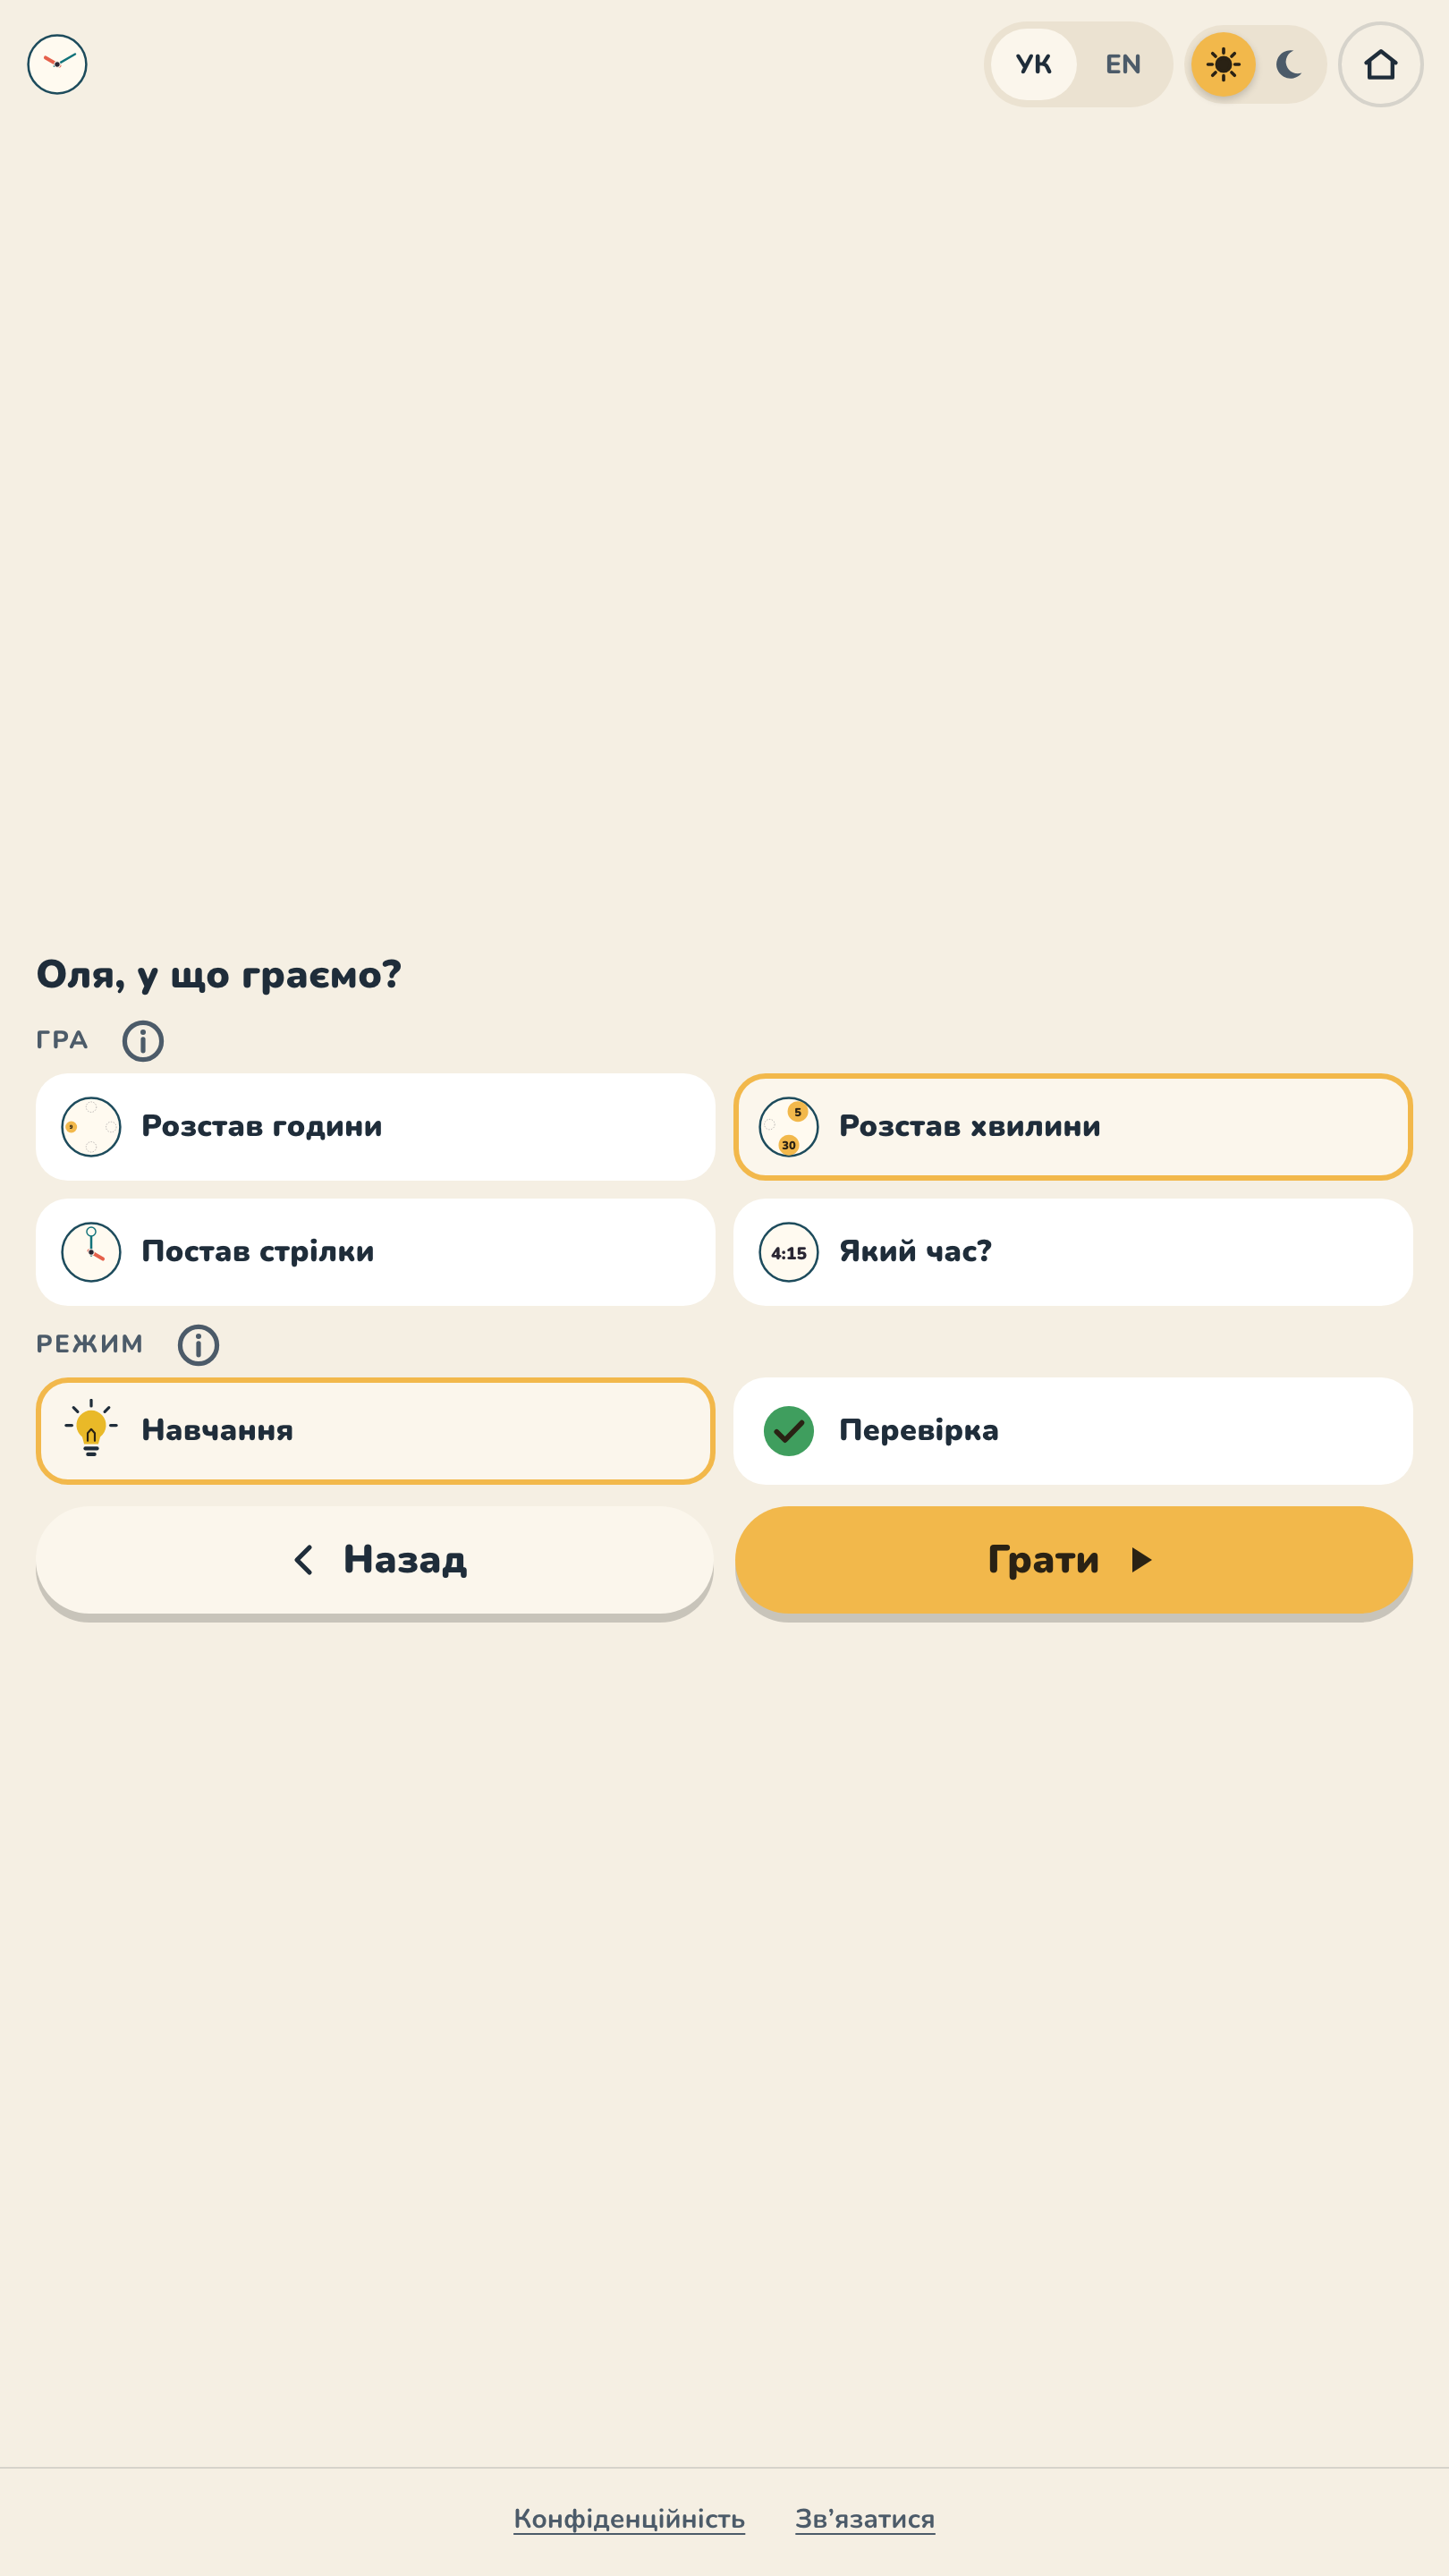 УК EN
Оля, у що граємо?
ГРА
Розстав години
5
30
Розстав хвилини
Постав стрілки
4:15
Який час?
РЕЖИМ
Навчання
Перевірка
Назад
Грати
Конфіденційність
Зв’язатися